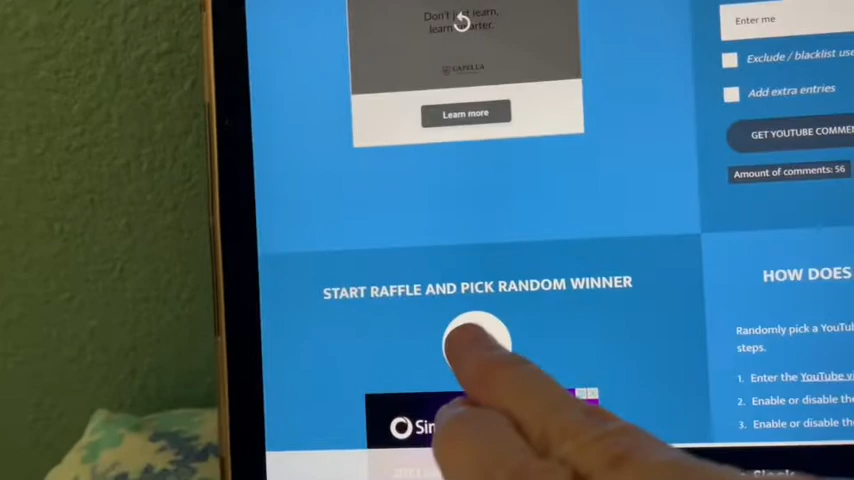 Don't just learn,
learn smarter.
CAPELLA
Learn more
Enter me
Exclude / blacklist use
Add extra entries
GET YOUTUBE COMMEN
Amount of comments: 56
START RAFFLE AND PICK RANDOM WINNER
HOW DOES
Randomly pick a YouTu
steps.
1. Enter the YouTube vi
2. Enable or disable the
3. Enable or disable the